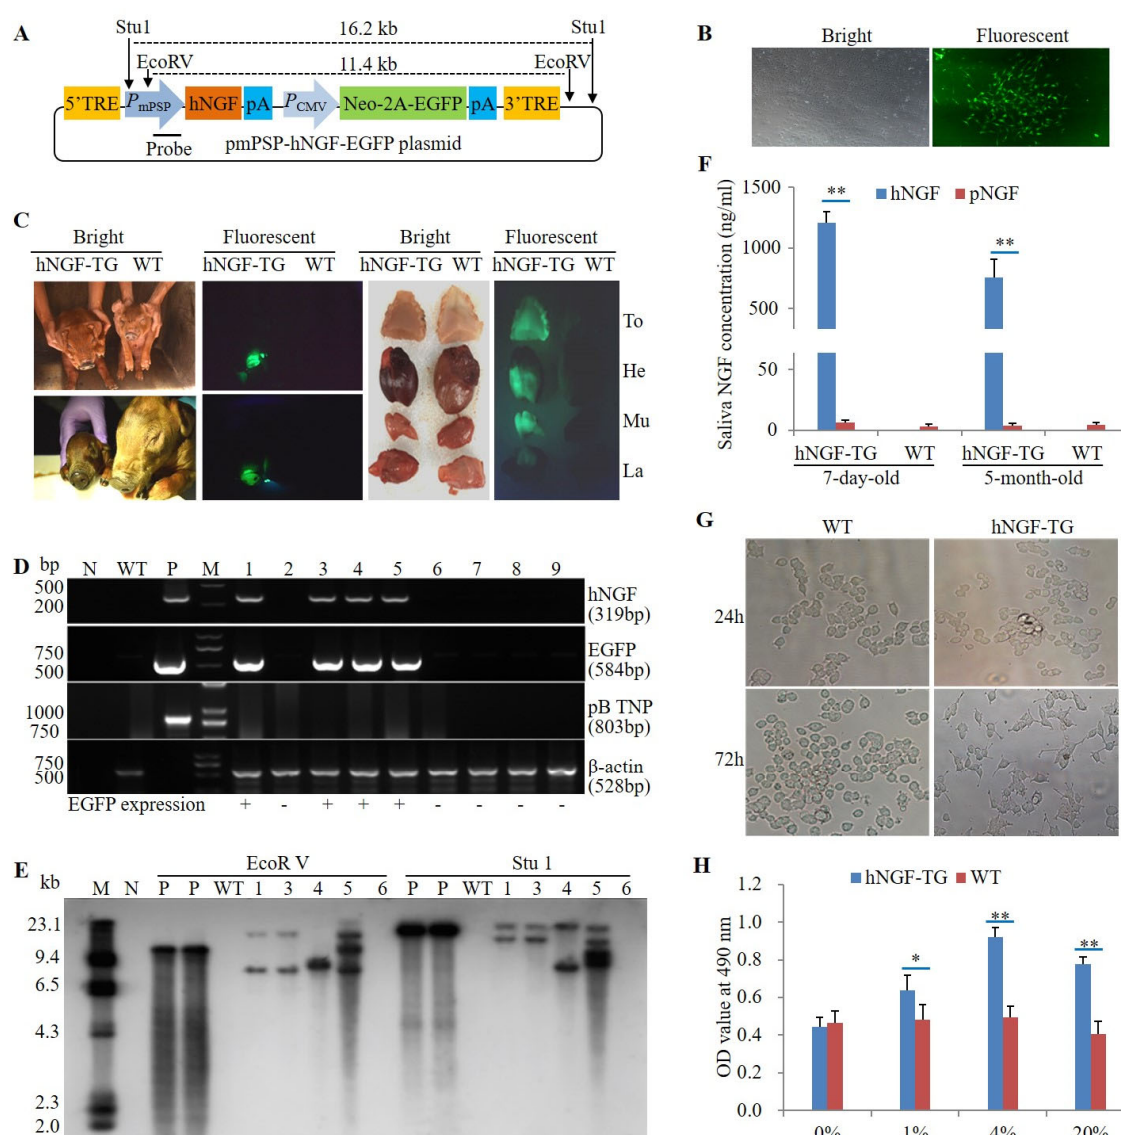 A
Stu1 16.2 kb Stu1
EcoRV 11.4 kb EcoRV
5’TRE PmPSP hNGF pA PCMV Neo-2A-EGFP pA 3’TRE
Probe pmPSP-hNGF-EGFP plasmid
B
Bright Fluorescent
C
Bright Fluorescent Bright Fluorescent
hNGF-TG WT hNGF-TG WT hNGF-TG WT hNGF-TG WT
To
He
Mu
La
D
bp N WT P M 1 2 3 4 5 6 7 8 9
500 hNGF
200 (319bp)
750 EGFP
500 (584bp)
1000 pB TNP
750 (803bp)
750 β-actin
500 (528bp)
EGFP expression + - + + + - - - -
E
EcoR V Stu 1
kb M N P P WT 1 3 4 5 6 P P WT 1 3 4 5 6
23.1
9.4
6.5
4.3
2.3
2.0
F
Saliva NGF concentration (ng/ml)
hNGF pNGF
1500
1000
500
50
0
** **
hNGF-TG WT hNGF-TG WT
7-day-old 5-month-old
G
WT hNGF-TG
24h
72h
H
OD value at 490 nm
hNGF-TG WT
1.2
1.0
0.8
0.6
0.4
0.2
0.0
* ** **
0% 1% 4% 20%